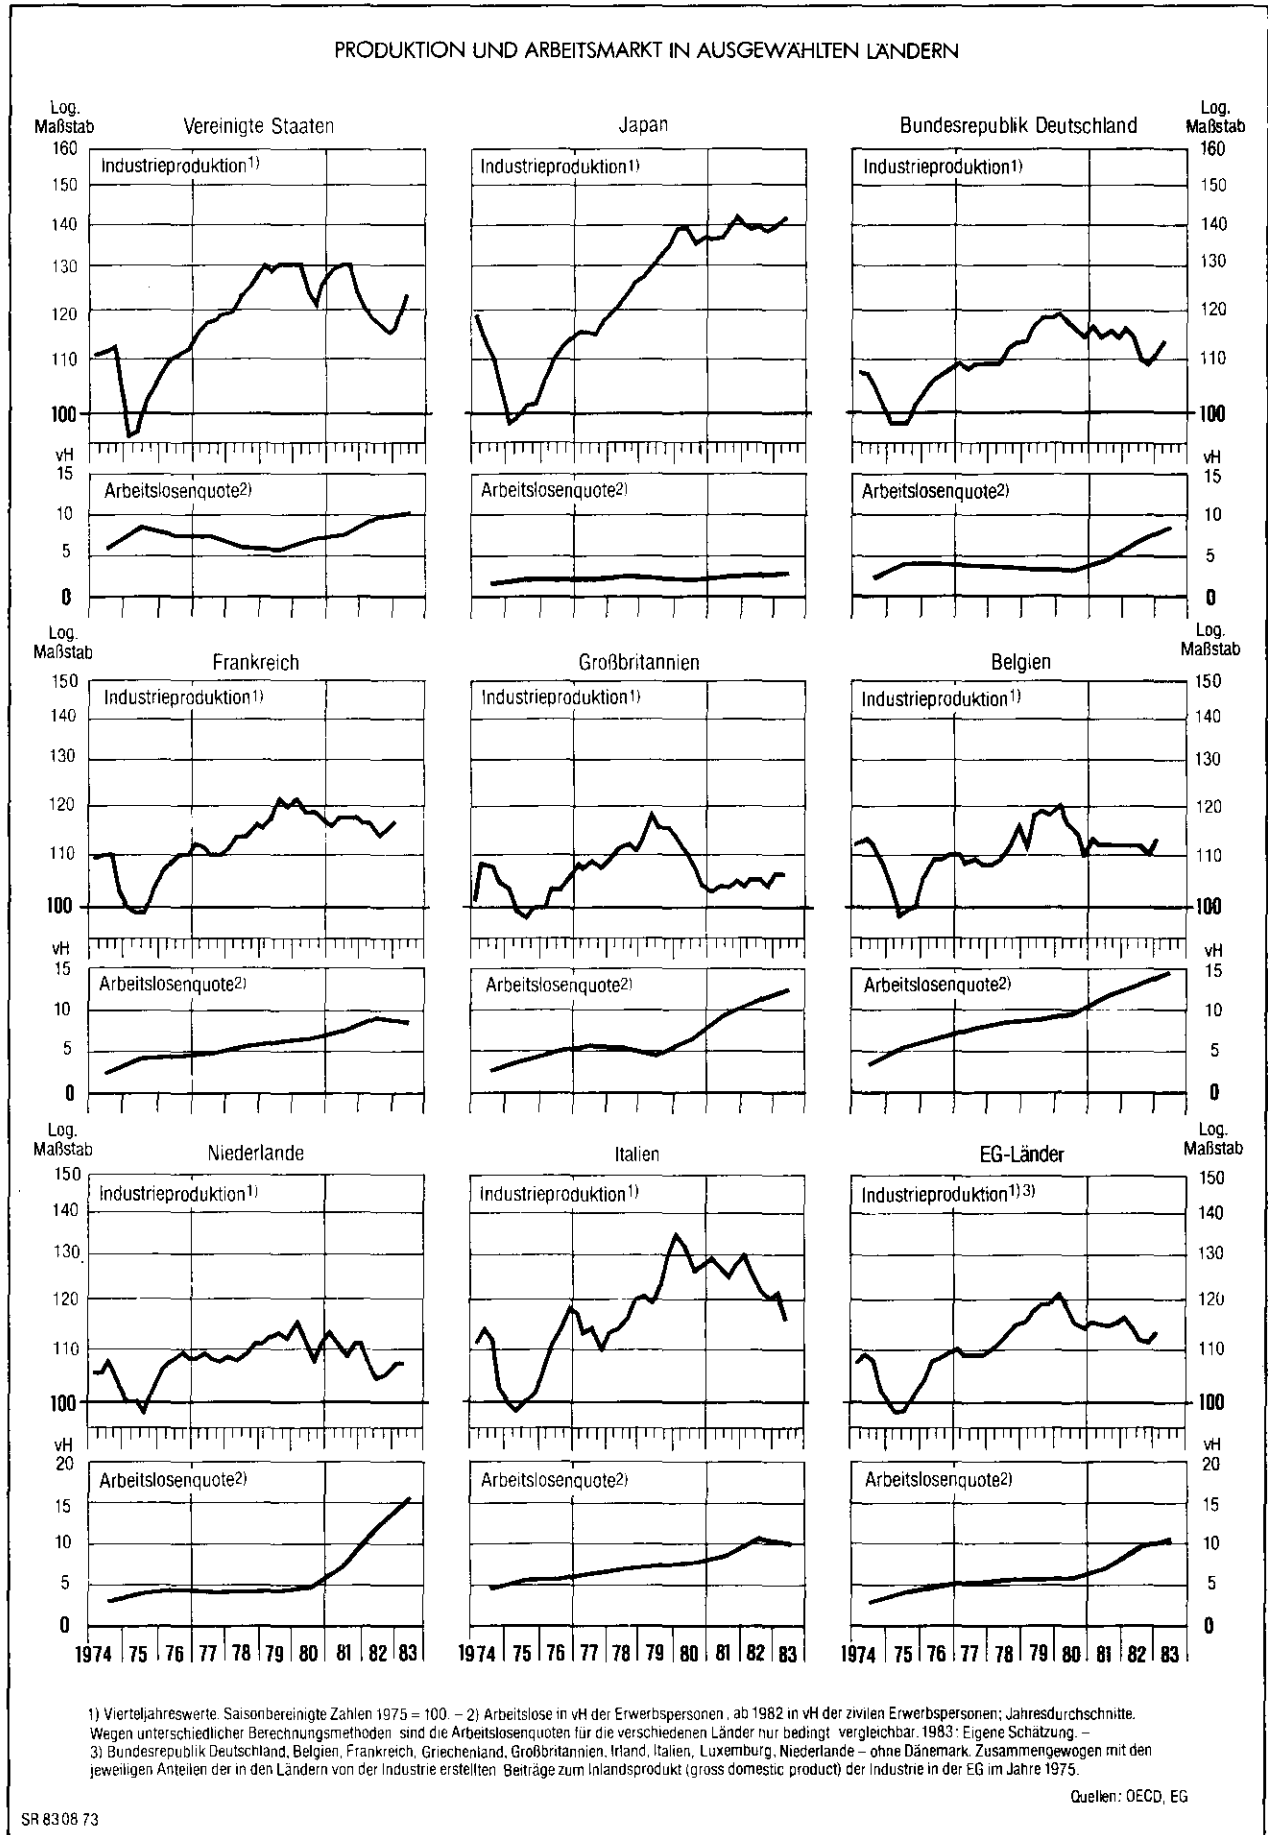 PRODUKTION UND ARBEITSMARKT IN AUSGEWÄHLTEN LÄNDERN
Log.
Maßstab
Vereinigte Staaten
Japan
Bundesrepublik Deutschland
Log.
Maßstab
160
Industrieproduktion1)
Industrieproduktion1)
Industrieproduktion1)
160
150
150
140
140
130
130
120
120
110
110
100
100
vH
vH
15
Arbeitslosenquote2)
Arbeitslosenquote2)
Arbeitslosenquote2)
15
10
10
5
5
0
0
Log.
Maßstab
Frankreich
Großbritannien
Belgien
Log.
Maßstab
150
Industrieproduktion1)
Industrieproduktion1)
Industrieproduktion1)
150
140
140
130
130
120
120
110
110
100
100
vH
vH
15
Arbeitslosenquote2)
Arbeitslosenquote2)
Arbeitslosenquote2)
15
10
10
5
5
0
0
Log.
Maßstab
Niederlande
Italien
EG-Länder
Log.
Maßstab
150
Industrieproduktion1)
Industrieproduktion1)
Industrieproduktion1)3)
150
140
140
130
130
120
120
110
110
100
100
vH
vH
20
Arbeitslosenquote2)
Arbeitslosenquote2)
Arbeitslosenquote2)
20
15
15
10
10
5
5
0
0
1974 75 76 77 78 79 80 81 82 83
1974 75 76 77 78 79 80 81 82 83
1974 75 76 77 78 79 80 81 82 83
1) Vierteljahreswerte. Saisonbereinigte Zahlen 1975 = 100. – 2) Arbeitslose in vH der Erwerbspersonen, ab 1982 in vH der zivilen Erwerbspersonen; Jahresdurchschnitte.
Wegen unterschiedlicher Berechnungsmethoden sind die Arbeitslosenquoten für die verschiedenen Länder nur bedingt vergleichbar. 1983: Eigene Schätzung. –
3) Bundesrepublik Deutschland, Belgien, Frankreich, Griechenland, Großbritannien, Irland, Italien, Luxemburg, Niederlande – ohne Dänemark. Zusammengewogen mit den
jeweiligen Anteilen der in den Ländern von der Industrie erstellten Beiträge zum Inlandsprodukt (gross domestic product) der Industrie in der EG im Jahre 1975.
Quellen: OECD, EG
SR 83 08 73